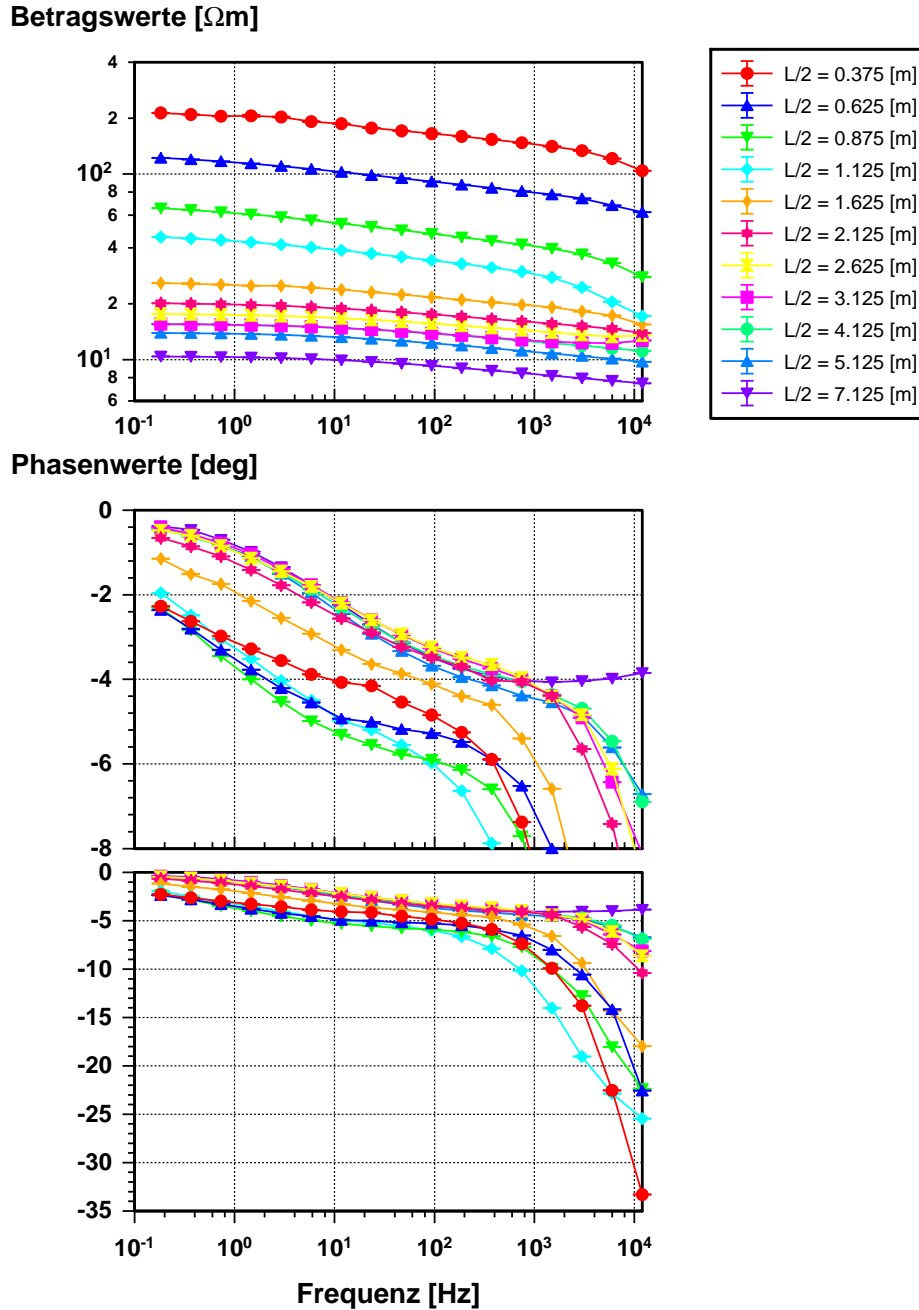 Betragswerte [Ωm]
4
2
10²
8
6
4
2
10¹
8
6
10⁻¹ 10⁰ 10¹ 10² 10³ 10⁴
L/2 = 0.375 [m]
L/2 = 0.625 [m]
L/2 = 0.875 [m]
L/2 = 1.125 [m]
L/2 = 1.625 [m]
L/2 = 2.125 [m]
L/2 = 2.625 [m]
L/2 = 3.125 [m]
L/2 = 4.125 [m]
L/2 = 5.125 [m]
L/2 = 7.125 [m]
Phasenwerte [deg]
0
-2
-4
-6
-8
0
-5
-10
-15
-20
-25
-30
-35
10⁻¹ 10⁰ 10¹ 10² 10³ 10⁴
Frequenz [Hz]